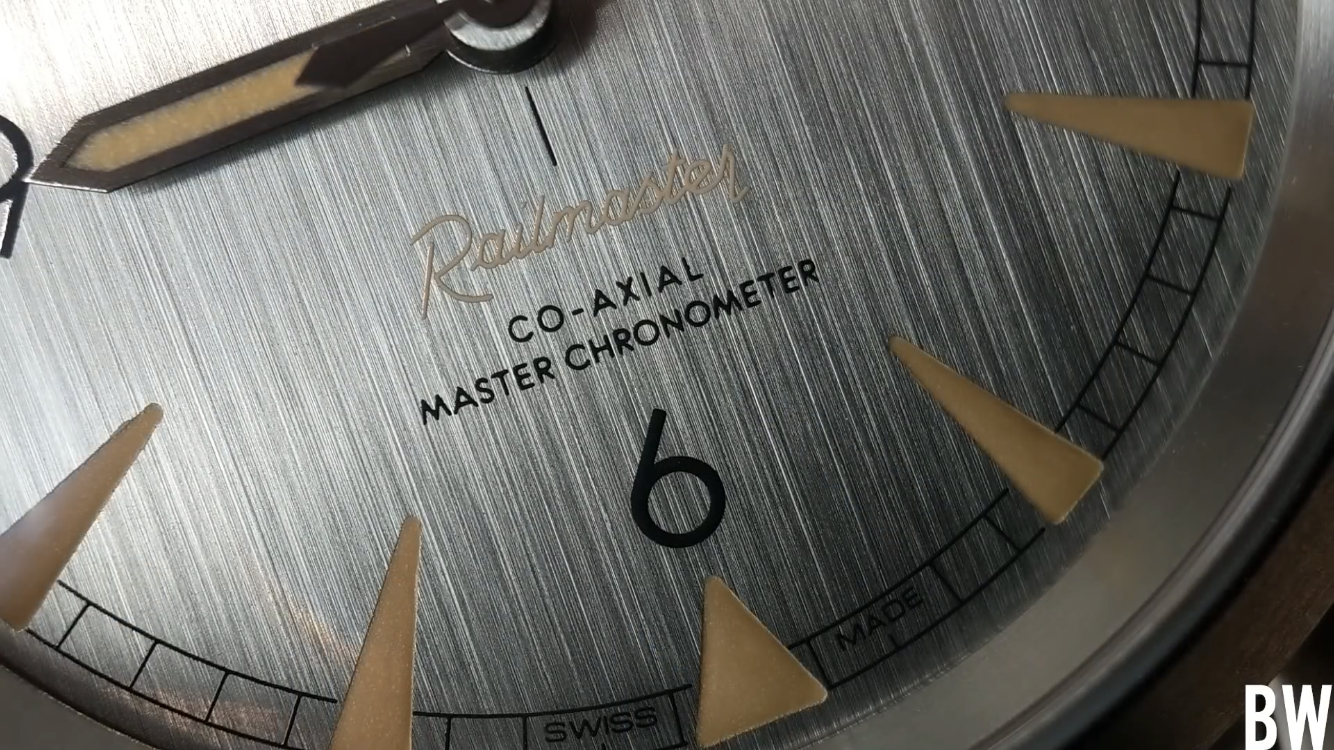 Railmaster
CO-AXIAL
MASTER CHRONOMETER
6
SWISS MADE
BW